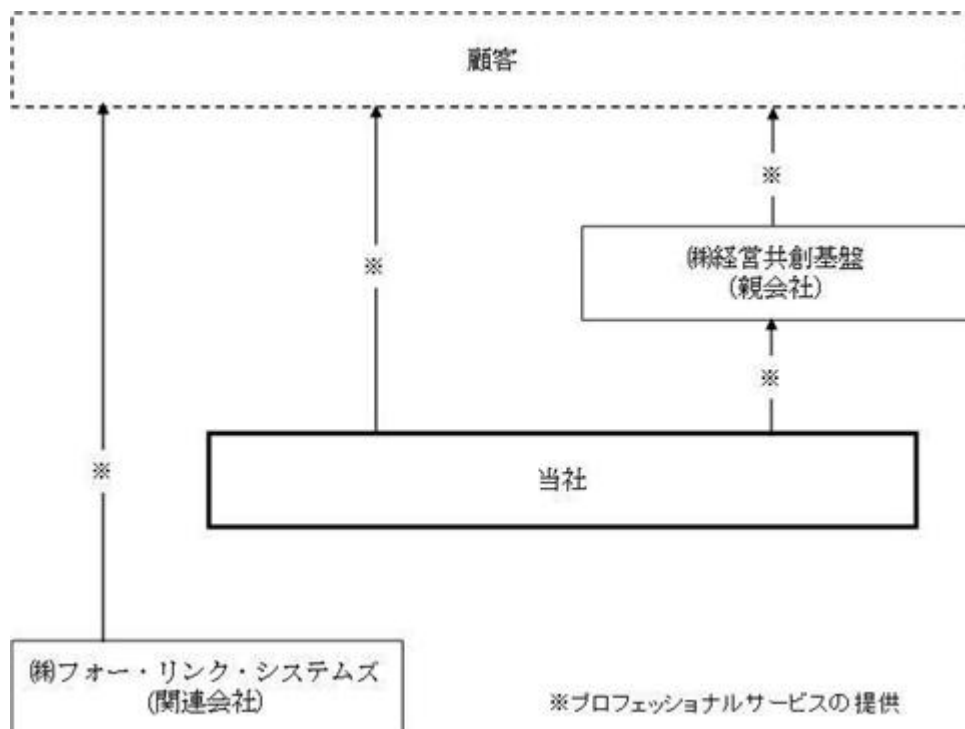 顧客
※
㈱経営共創基盤
(親会社)
※
※
※
当社
㈱フォー・リンク・システムズ
(関連会社)
※プロフェッショナルサービスの提供